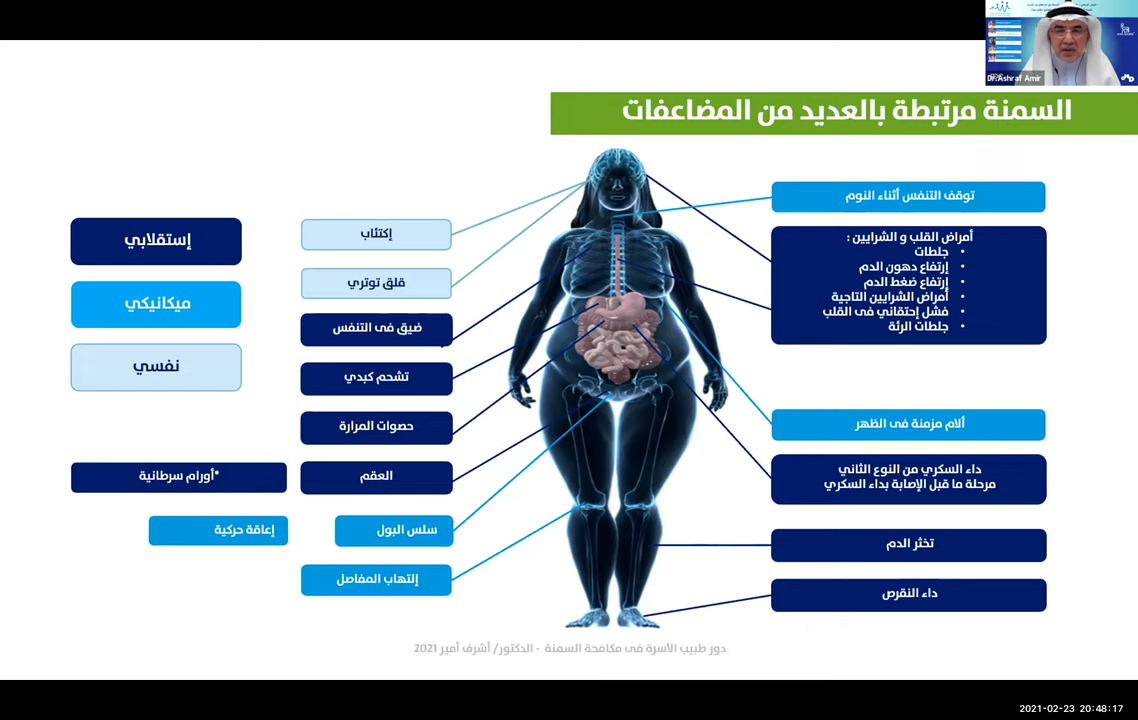 Dr.Ashraf Amir
السمنة مرتبطة بالعديد من المضاعفات
توقف التنفس أثناء النوم
أمراض القلب و الشرايين :
• جلطات
• إرتفاع دهون الدم
• إرتفاع ضغط الدم
• أمراض الشرايين التاجية
• فشل إحتقاني فى القلب
• جلطات الرئة
ألام مزمنة فى الظهر
داء السكري من النوع الثاني
مرحلة ما قبل الإصابة بداء السكري
تخثر الدم
داء النقرص
إكتئاب
قلق توتري
ضيق فى التنفس
تشحم كبدي
حصوات المرارة
العقم
سلس البول
إلتهاب المفاصل
إستقلابي
ميكانيكي
نفسي
*أورام سرطانية
إعاقة حركية
دور طبيب الأسرة فى مكافحة السمنة - الدكتور/ أشرف أمير 2021
2021-02-23 20:48:17